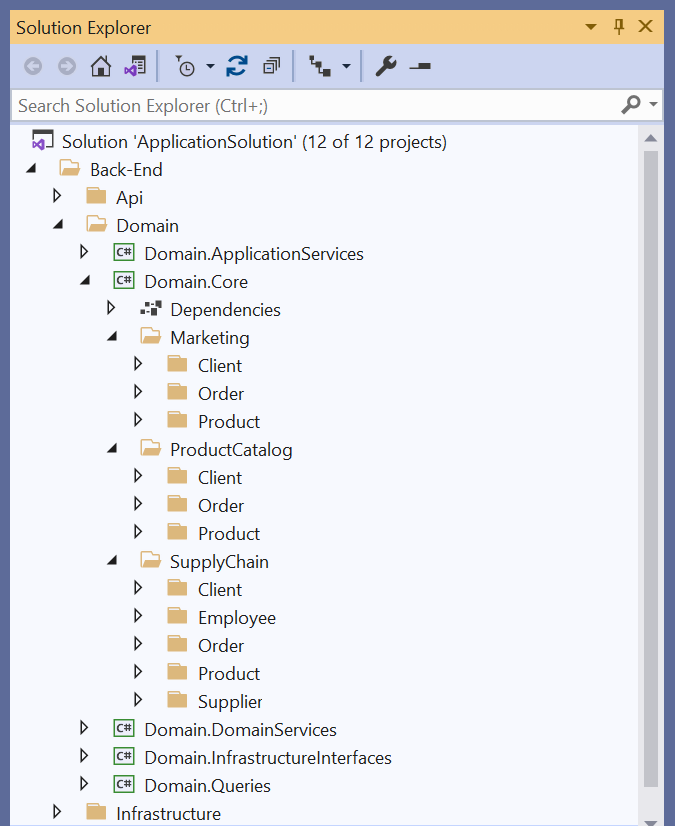 Solution Explorer
Search Solution Explorer (Ctrl+;)
Solution 'ApplicationSolution' (12 of 12 projects)
Back-End
Api
Domain
C# Domain.ApplicationServices
C# Domain.Core
Dependencies
Marketing
Client
Order
Product
ProductCatalog
Client
Order
Product
SupplyChain
Client
Employee
Order
Product
Supplier
C# Domain.DomainServices
C# Domain.InfrastructureInterfaces
C# Domain.Queries
Infrastructure